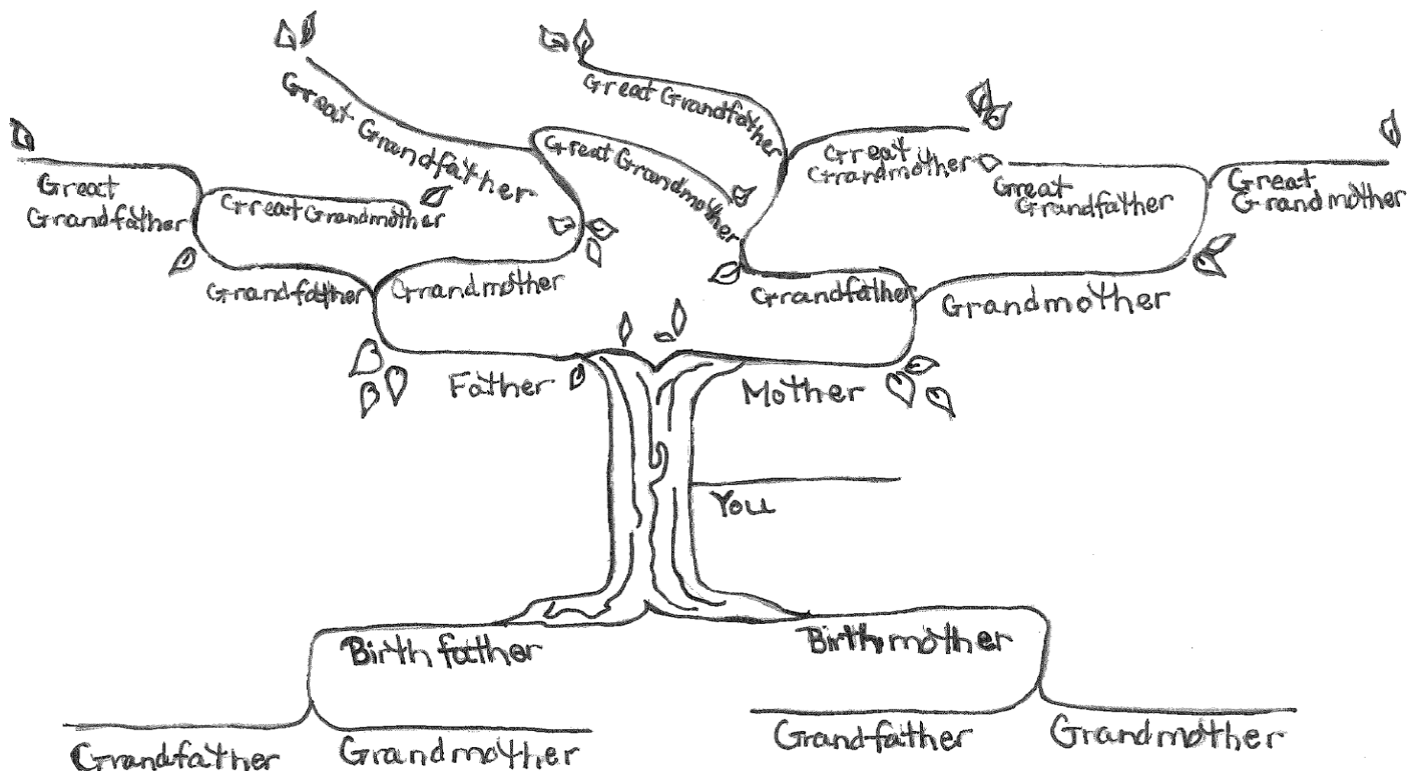 Great Grandfather
Great Grandfather
Great Grandmother
Great
Grandmother
Great
Grandfather
Great Grandmother
Great
Grandfather
Great
Grandmother
Grandfather
Grandmother
Grandfather
Grandmother
Father
Mother
You
Birth father
Birth mother
Grandfather
Grandmother
Grandfather
Grandmother